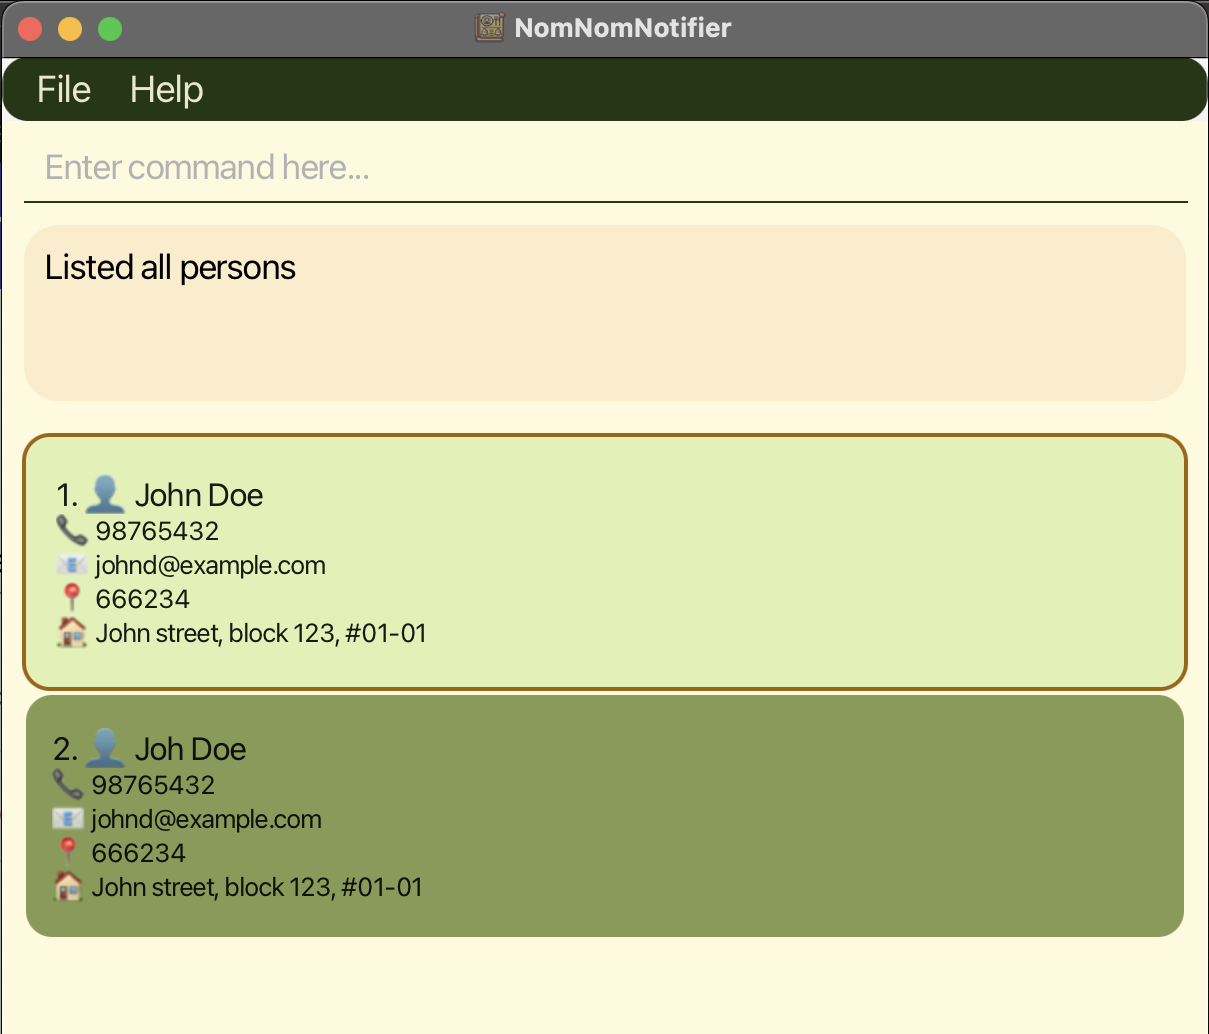 NomNomNotifier
File Help
Enter command here...
Listed all persons
1. John Doe
98765432
johnd@example.com
666234
John street, block 123, #01-01
2. Joh Doe
98765432
johnd@example.com
666234
John street, block 123, #01-01